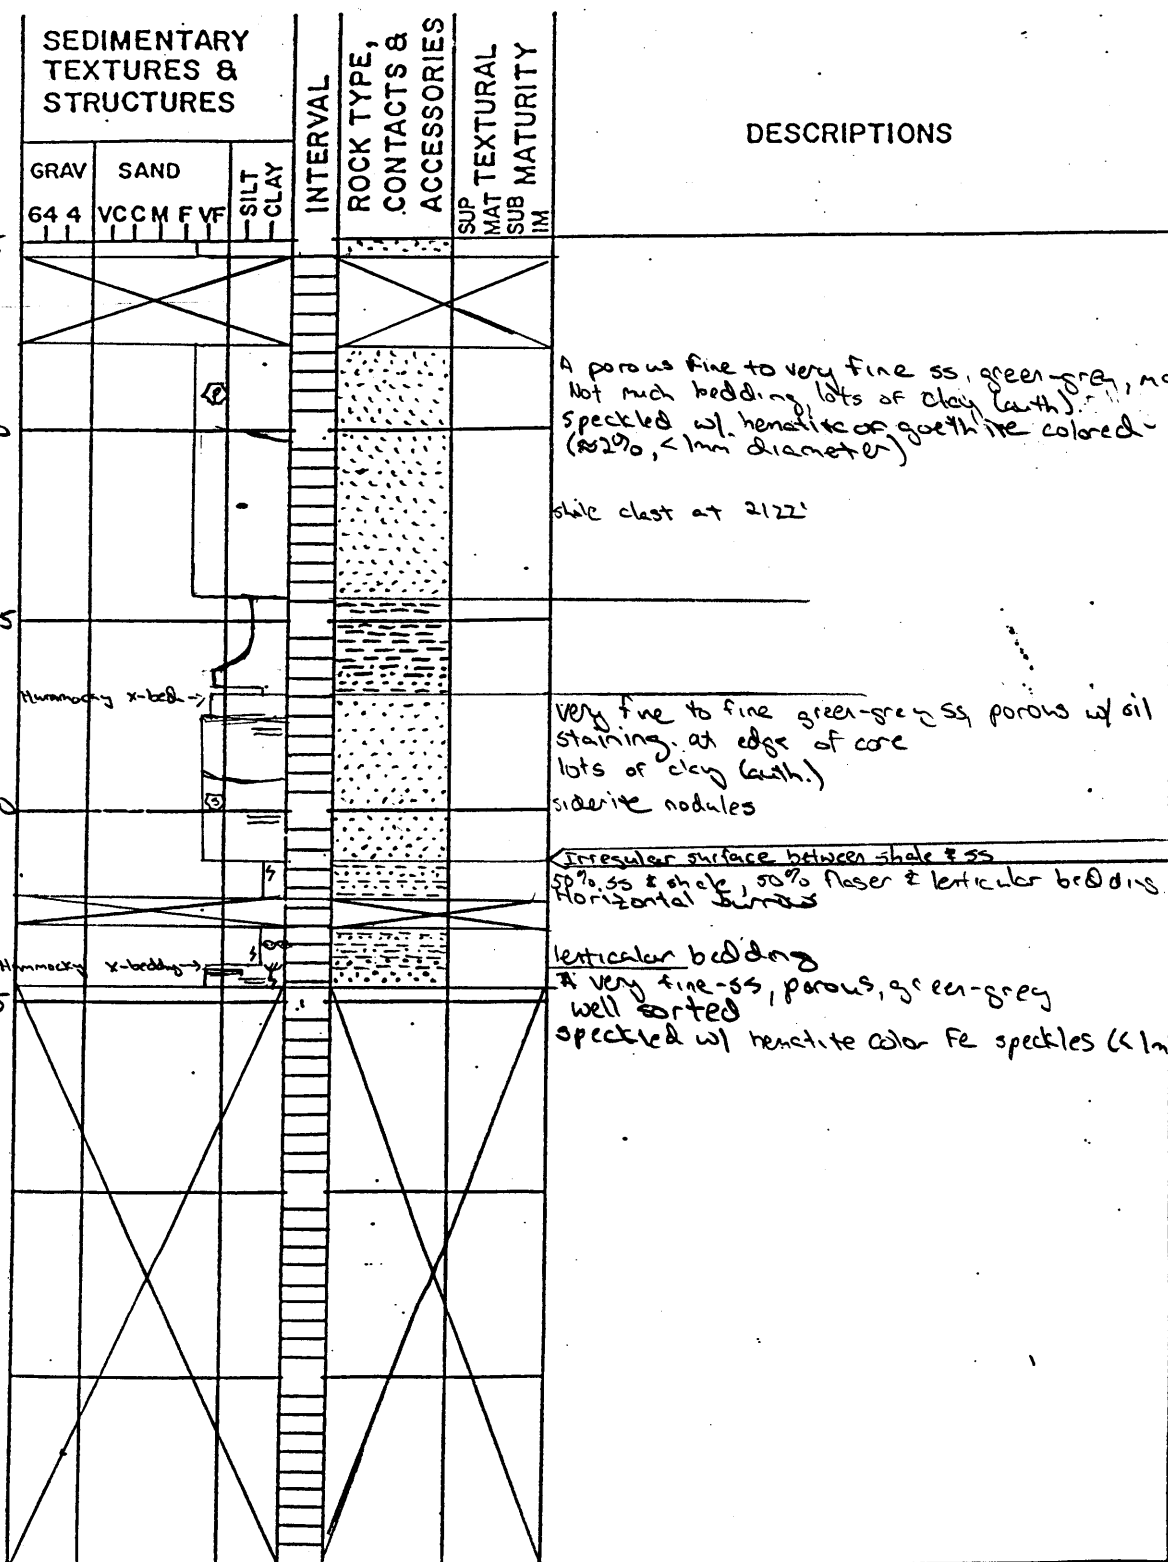 SEDIMENTARY
TEXTURES &
STRUCTURES
GRAV SAND SILT CLAY
64 4 VC C M F VF
INTERVAL
ROCK TYPE,
CONTACTS &
ACCESSORIES
TEXTURAL
MATURITY
SUP
MAT
SUB
IM
DESCRIPTIONS
A porous fine to very fine ss, green-grey,
Not much bedding, lots of clay (auth).
speckled w/ hematite or goethite colored
(≈2%, <1mm diameter)
shale clast at 2122'
5
Hummocky x-bed
very fine to fine green-grey ss, porous w/ oil
staining. at edge of core
lots of clay (auth.)
siderite nodules
0
Irregular surface between shale & ss
50% ss & shale, 50% flaser & lenticular bedding
Horizontal burrows
lenticular bedding
Hummocky x-bedding
A very fine-ss, porous, green-grey
well sorted
speckled w/ hematite color Fe speckles (<1m